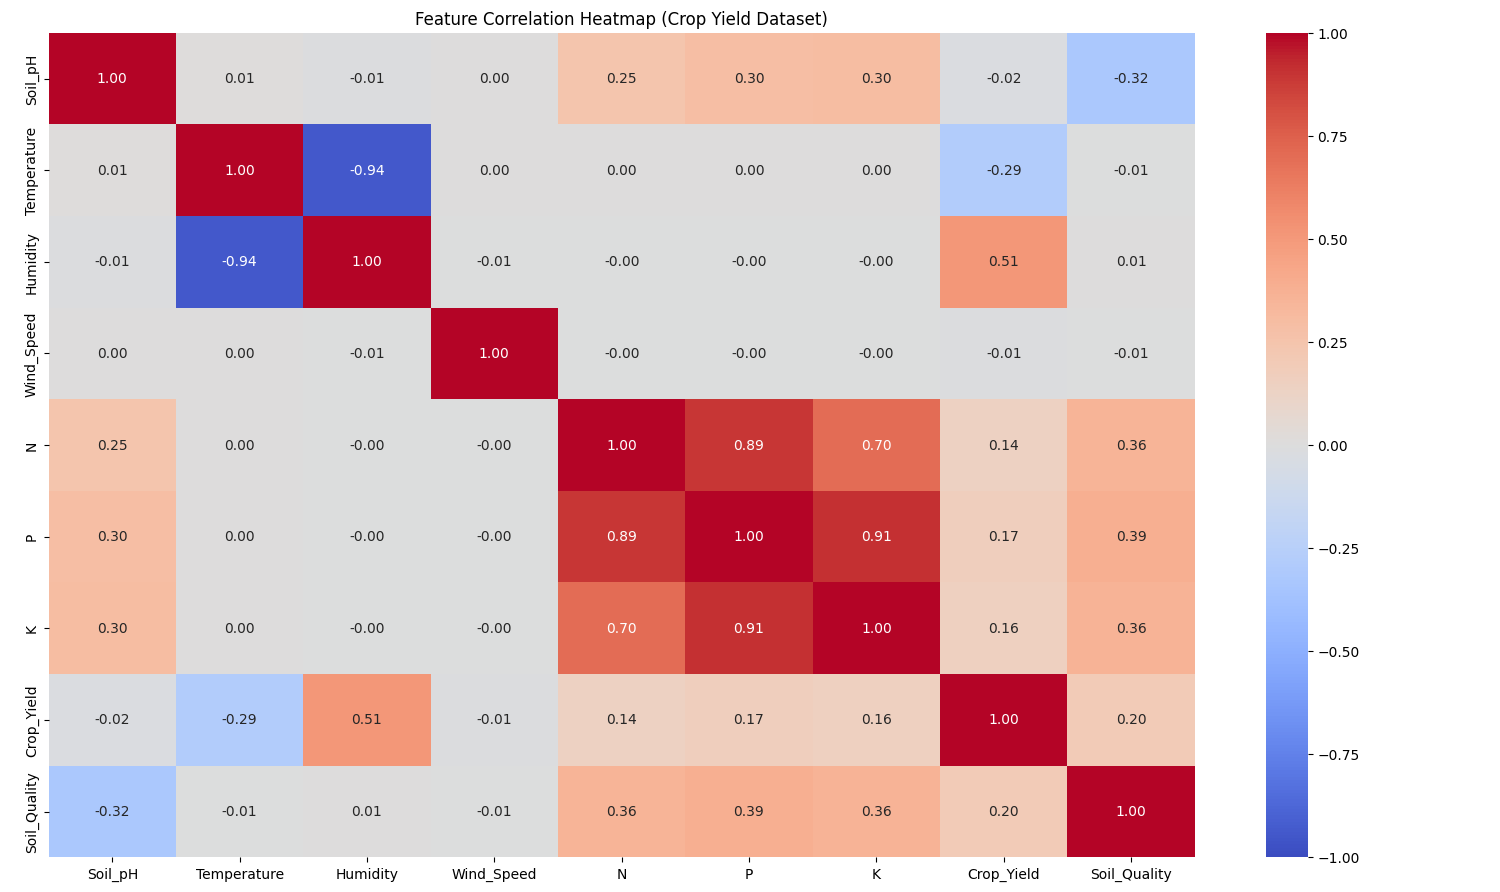 Feature Correlation Heatmap (Crop Yield Dataset)
Soil_pH 1.00 0.01 -0.01 0.00 0.25 0.30 0.30 -0.02 -0.32
Temperature 0.01 1.00 -0.94 0.00 0.00 0.00 0.00 -0.29 -0.01
Humidity -0.01 -0.94 1.00 -0.01 -0.00 -0.00 -0.00 0.51 0.01
Wind_Speed 0.00 0.00 -0.01 1.00 -0.00 -0.00 -0.00 -0.01 -0.01
N 0.25 0.00 -0.00 -0.00 1.00 0.89 0.70 0.14 0.36
P 0.30 0.00 -0.00 -0.00 0.89 1.00 0.91 0.17 0.39
K 0.30 0.00 -0.00 -0.00 0.70 0.91 1.00 0.16 0.36
Crop_Yield -0.02 -0.29 0.51 -0.01 0.14 0.17 0.16 1.00 0.20
Soil_Quality -0.32 -0.01 0.01 -0.01 0.36 0.39 0.36 0.20 1.00
Soil_pH Temperature Humidity Wind_Speed N P K Crop_Yield Soil_Quality
1.00
0.75
0.50
0.25
0.00
−0.25
−0.50
−0.75
−1.00